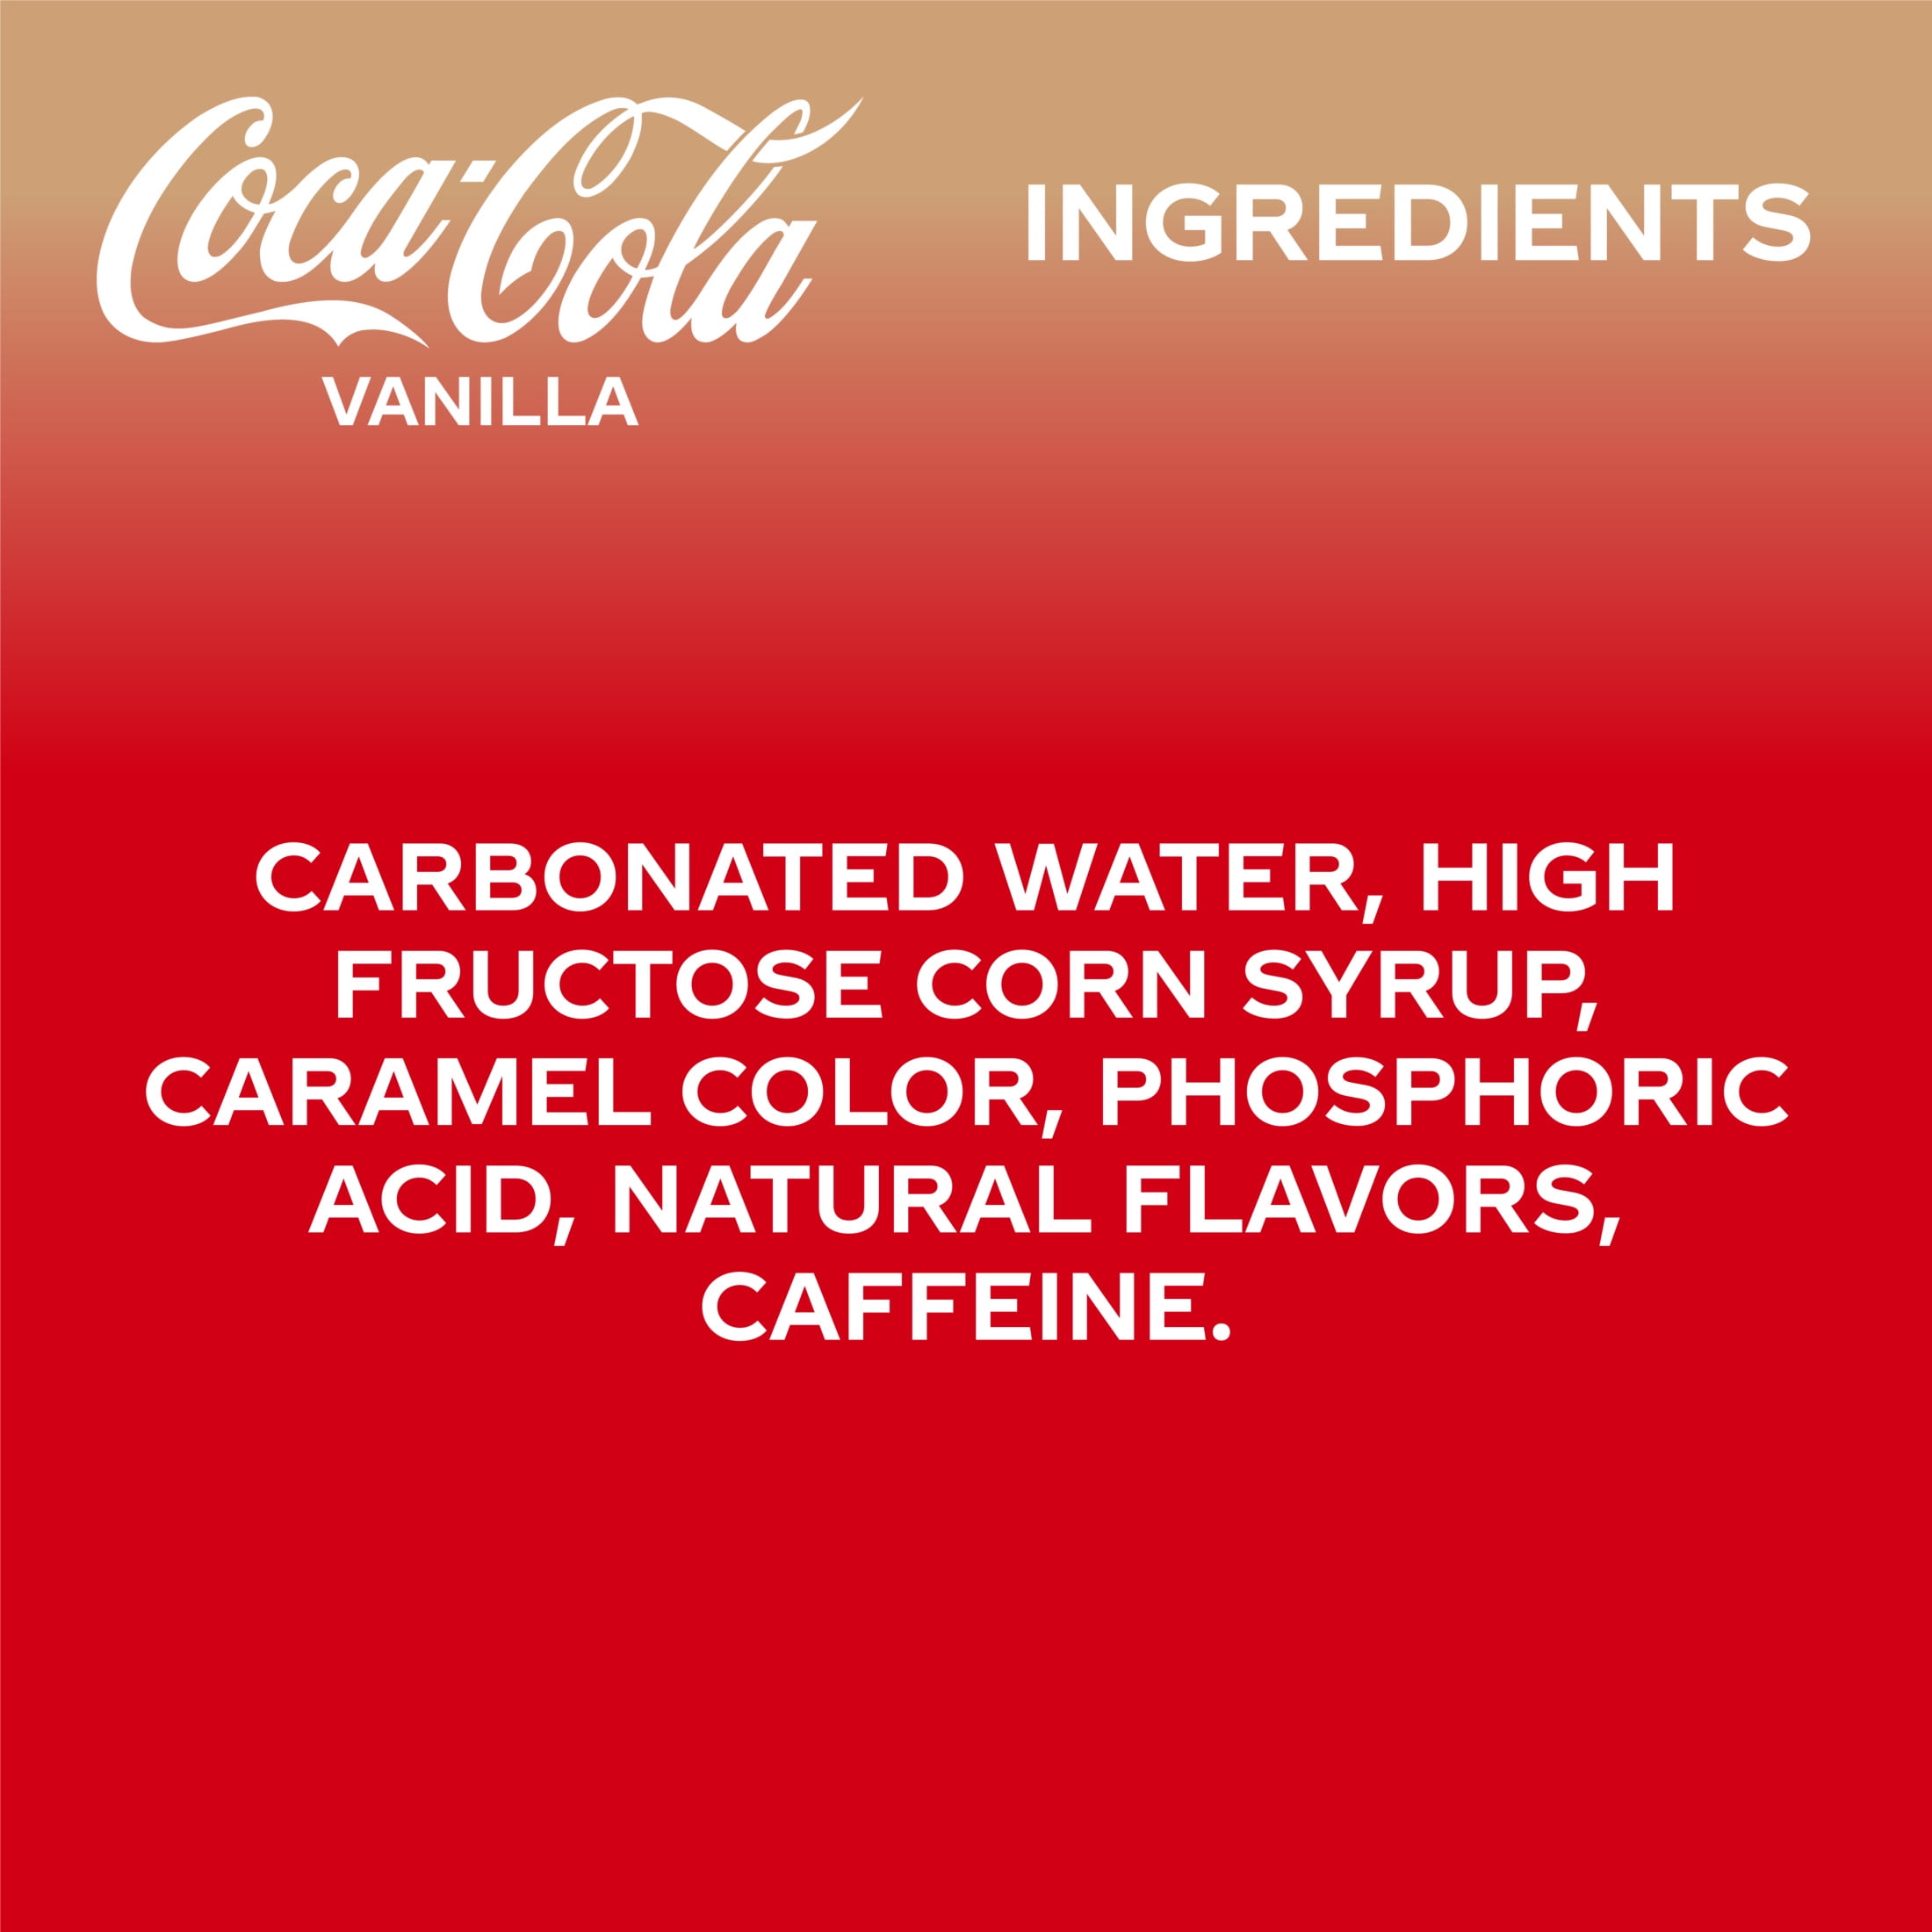 Coca-Cola
VANILLA
INGREDIENTS
CARBONATED WATER, HIGH
FRUCTOSE CORN SYRUP,
CARAMEL COLOR, PHOSPHORIC
ACID, NATURAL FLAVORS,
CAFFEINE.